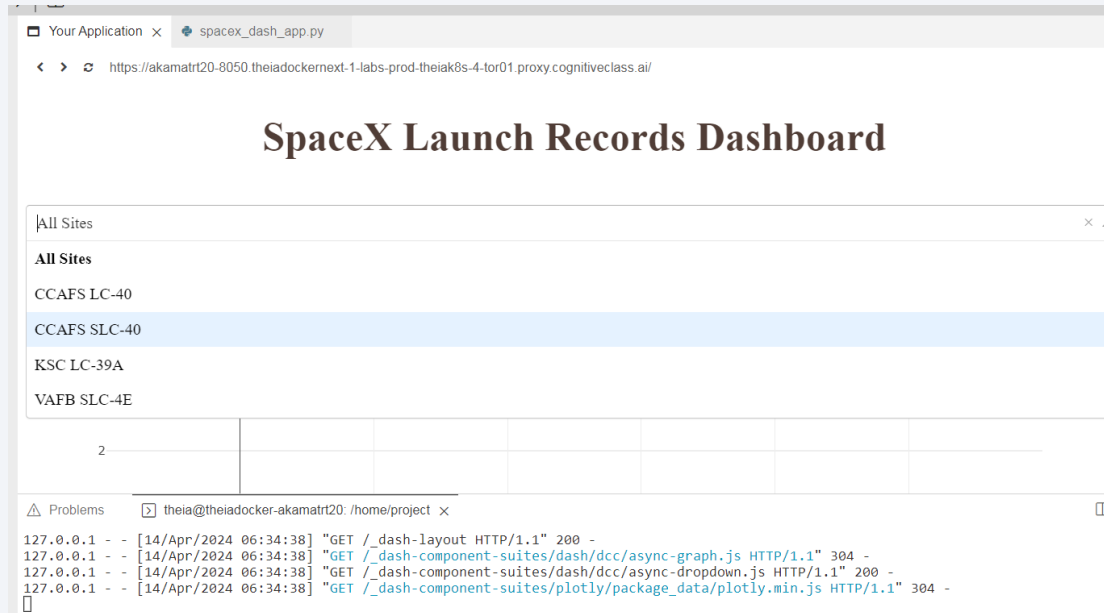 Your Application × spacex_dash_app.py
https://akamatrt20-8050.theiadockernext-1-labs-prod-theiak8s-4-tor01.proxy.cognitiveclass.ai/
SpaceX Launch Records Dashboard
All Sites ×
All Sites
CCAFS LC-40
CCAFS SLC-40
KSC LC-39A
VAFB SLC-4E
2
Problems theia@theiadocker-akamatrt20: /home/project ×
127.0.0.1 - - [14/Apr/2024 06:34:38] "GET /_dash-layout HTTP/1.1" 200 -
127.0.0.1 - - [14/Apr/2024 06:34:38] "GET /_dash-component-suites/dash/dcc/async-graph.js HTTP/1.1" 304 -
127.0.0.1 - - [14/Apr/2024 06:34:38] "GET /_dash-component-suites/dash/dcc/async-dropdown.js HTTP/1.1" 200 -
127.0.0.1 - - [14/Apr/2024 06:34:38] "GET /_dash-component-suites/plotly/package_data/plotly.min.js HTTP/1.1" 304 -